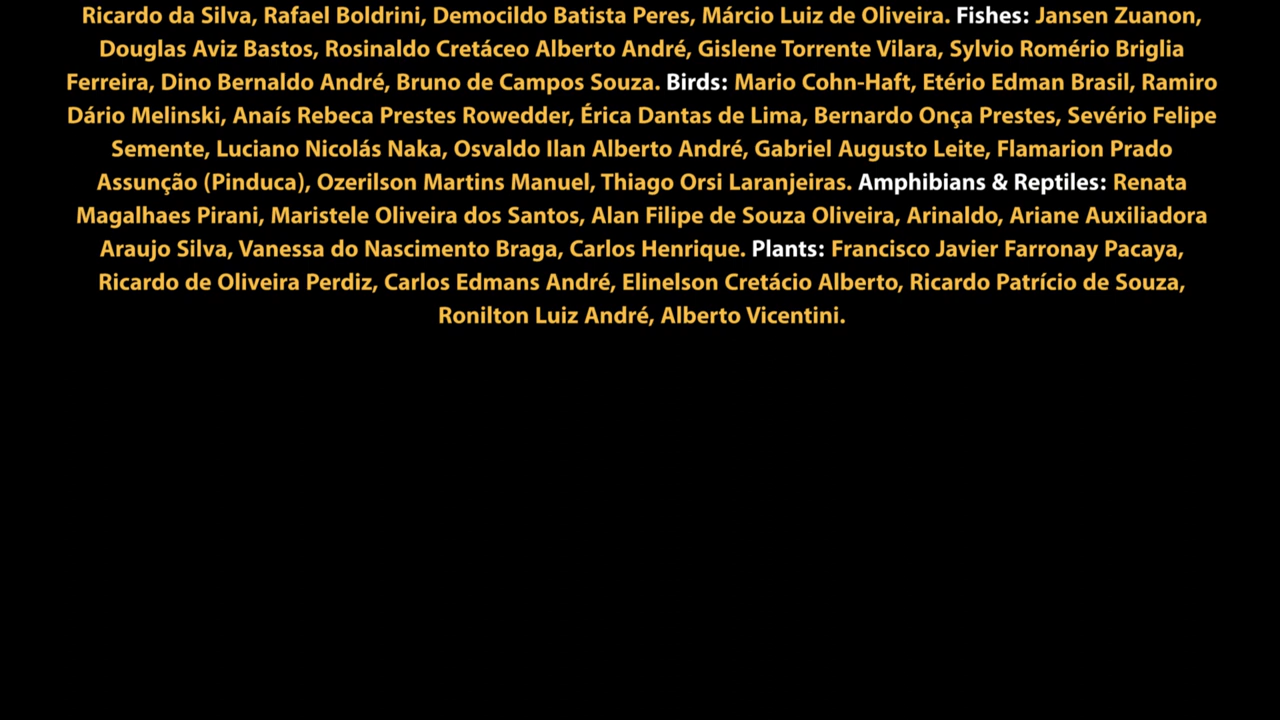 Ricardo da Silva, Rafael Boldrini, Democildo Batista Peres, Márcio Luiz de Oliveira. Fishes: Jansen Zuanon,
Douglas Aviz Bastos, Rosinaldo Cretáceo Alberto André, Gislene Torrente Vilara, Sylvio Romério Briglia
Ferreira, Dino Bernaldo André, Bruno de Campos Souza. Birds: Mario Cohn-Haft, Etério Edman Brasil, Ramiro
Dário Melinski, Anaís Rebeca Prestes Rowedder, Érica Dantas de Lima, Bernardo Onça Prestes, Sevério Felipe
Semente, Luciano Nicolás Naka, Osvaldo Ilan Alberto André, Gabriel Augusto Leite, Flamarion Prado
Assunção (Pinduca), Ozerilson Martins Manuel, Thiago Orsi Laranjeiras. Amphibians & Reptiles: Renata
Magalhaes Pirani, Maristele Oliveira dos Santos, Alan Filipe de Souza Oliveira, Arinaldo, Ariane Auxiliadora
Araujo Silva, Vanessa do Nascimento Braga, Carlos Henrique. Plants: Francisco Javier Farronay Pacaya,
Ricardo de Oliveira Perdiz, Carlos Edmans André, Elinelson Cretácio Alberto, Ricardo Patrício de Souza,
Ronilton Luiz André, Alberto Vicentini.